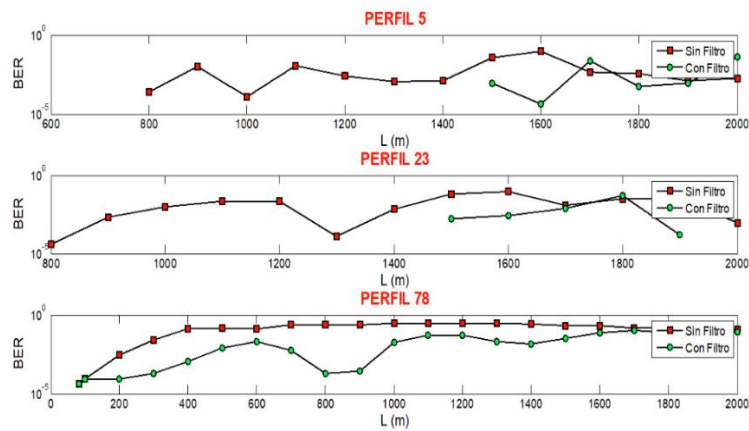 PERFIL 5
10^0
BER
10^-5
Sin Filtro
Con Filtro
600 800 1000 1200 1400 1600 1800 2000
L (m)
PERFIL 23
10^0
BER
10^-5
Sin Filtro
Con Filtro
800 1000 1200 1400 1600 1800 2000
L (m)
PERFIL 78
10^0
BER
10^-5
Sin Filtro
Con Filtro
0 200 400 600 800 1000 1200 1400 1600 1800 2000
L (m)